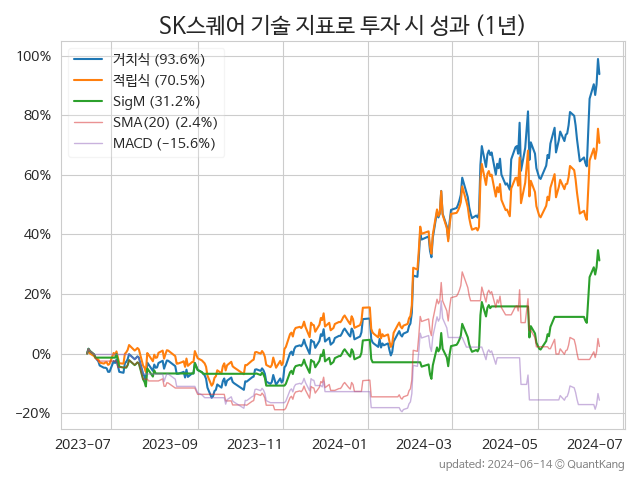 SK스퀘어 기술 지표로 투자 시 성과 (1년)
거치식 (93.6%)
적립식 (70.5%)
SigM (31.2%)
SMA(20) (2.4%)
MACD (−15.6%)
100%
80%
60%
40%
20%
0%
−20%
2023-07 2023-09 2023-11 2024-01 2024-03 2024-05 2024-07
updated: 2024-06-14 © QuantKang